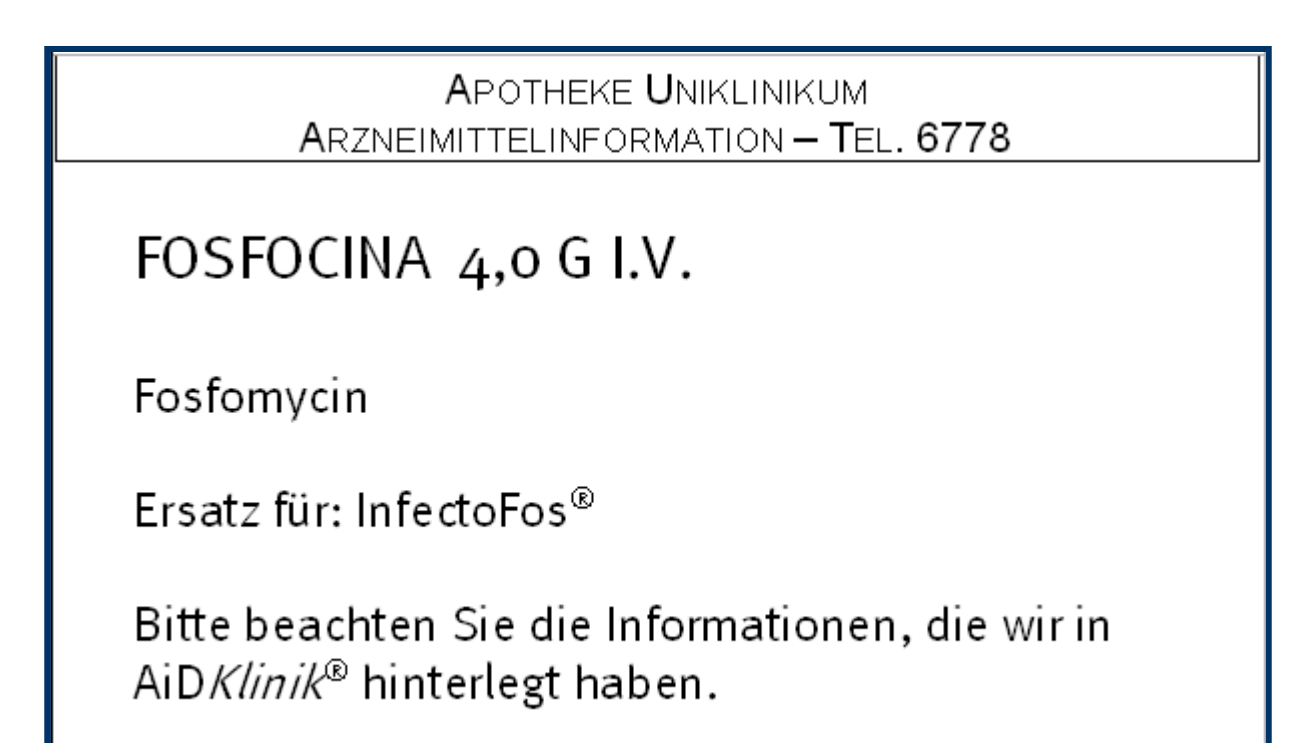 APOTHEKE UNIKLINIKUM
ARZNEIMITTELINFORMATION – TEL. 6778
FOSFOCINA 4,0 G I.V.
Fosfomycin
Ersatz für: InfectoFos®
Bitte beachten Sie die Informationen, die wir in
AiDKlinik® hinterlegt haben.